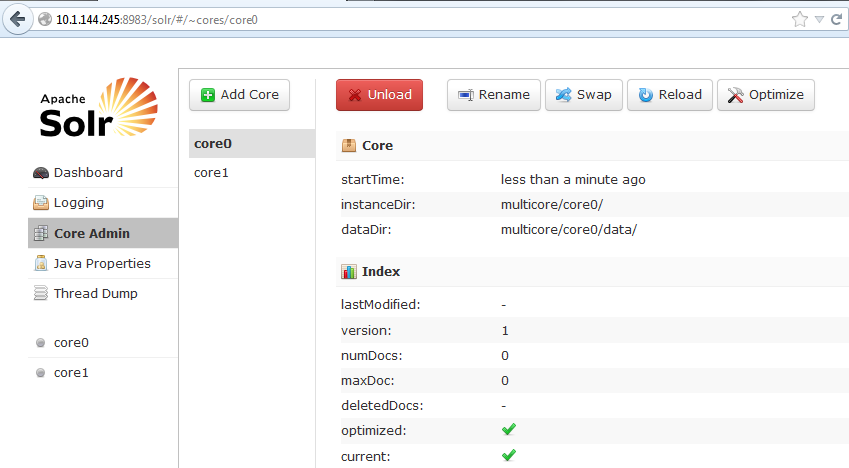 10.1.144.245:8983/solr/#/~cores/core0
Apache
Solr
Dashboard
Logging
Core Admin
Java Properties
Thread Dump
core0
core1
Add Core
core0
core1
Unload
Rename
Swap
Reload
Optimize
Core
startTime: less than a minute ago
instanceDir: multicore/core0/
dataDir: multicore/core0/data/
Index
lastModified: -
version: 1
numDocs: 0
maxDoc: 0
deletedDocs: -
optimized:
current: